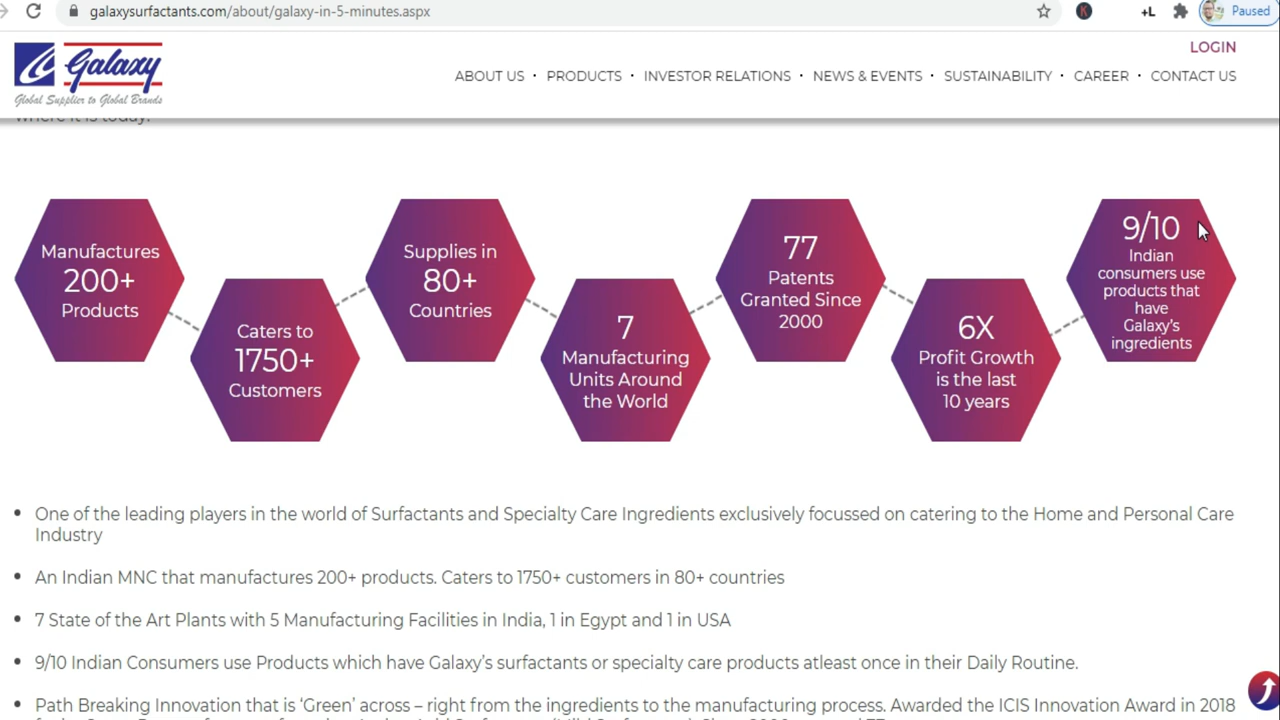 galaxysurfactants.com/about/galaxy-in-5-minutes.aspx
K
+L
Paused
Galaxy
Global Supplier to Global Brands
LOGIN
ABOUT US · PRODUCTS · INVESTOR RELATIONS · NEWS & EVENTS · SUSTAINABILITY · CAREER · CONTACT US
where it is today.
Manufactures
200+
Products
Caters to
1750+
Customers
Supplies in
80+
Countries
7
Manufacturing
Units Around
the World
77
Patents
Granted Since
2000
6X
Profit Growth
is the last
10 years
9/10
Indian
consumers use
products that
have
Galaxy's
ingredients
• One of the leading players in the world of Surfactants and Specialty Care Ingredients exclusively focussed on catering to the Home and Personal Care
Industry
• An Indian MNC that manufactures 200+ products. Caters to 1750+ customers in 80+ countries
• 7 State of the Art Plants with 5 Manufacturing Facilities in India, 1 in Egypt and 1 in USA
• 9/10 Indian Consumers use Products which have Galaxy's surfactants or specialty care products atleast once in their Daily Routine.
• Path Breaking Innovation that is 'Green' across – right from the ingredients to the manufacturing process. Awarded the ICIS Innovation Award in 2018